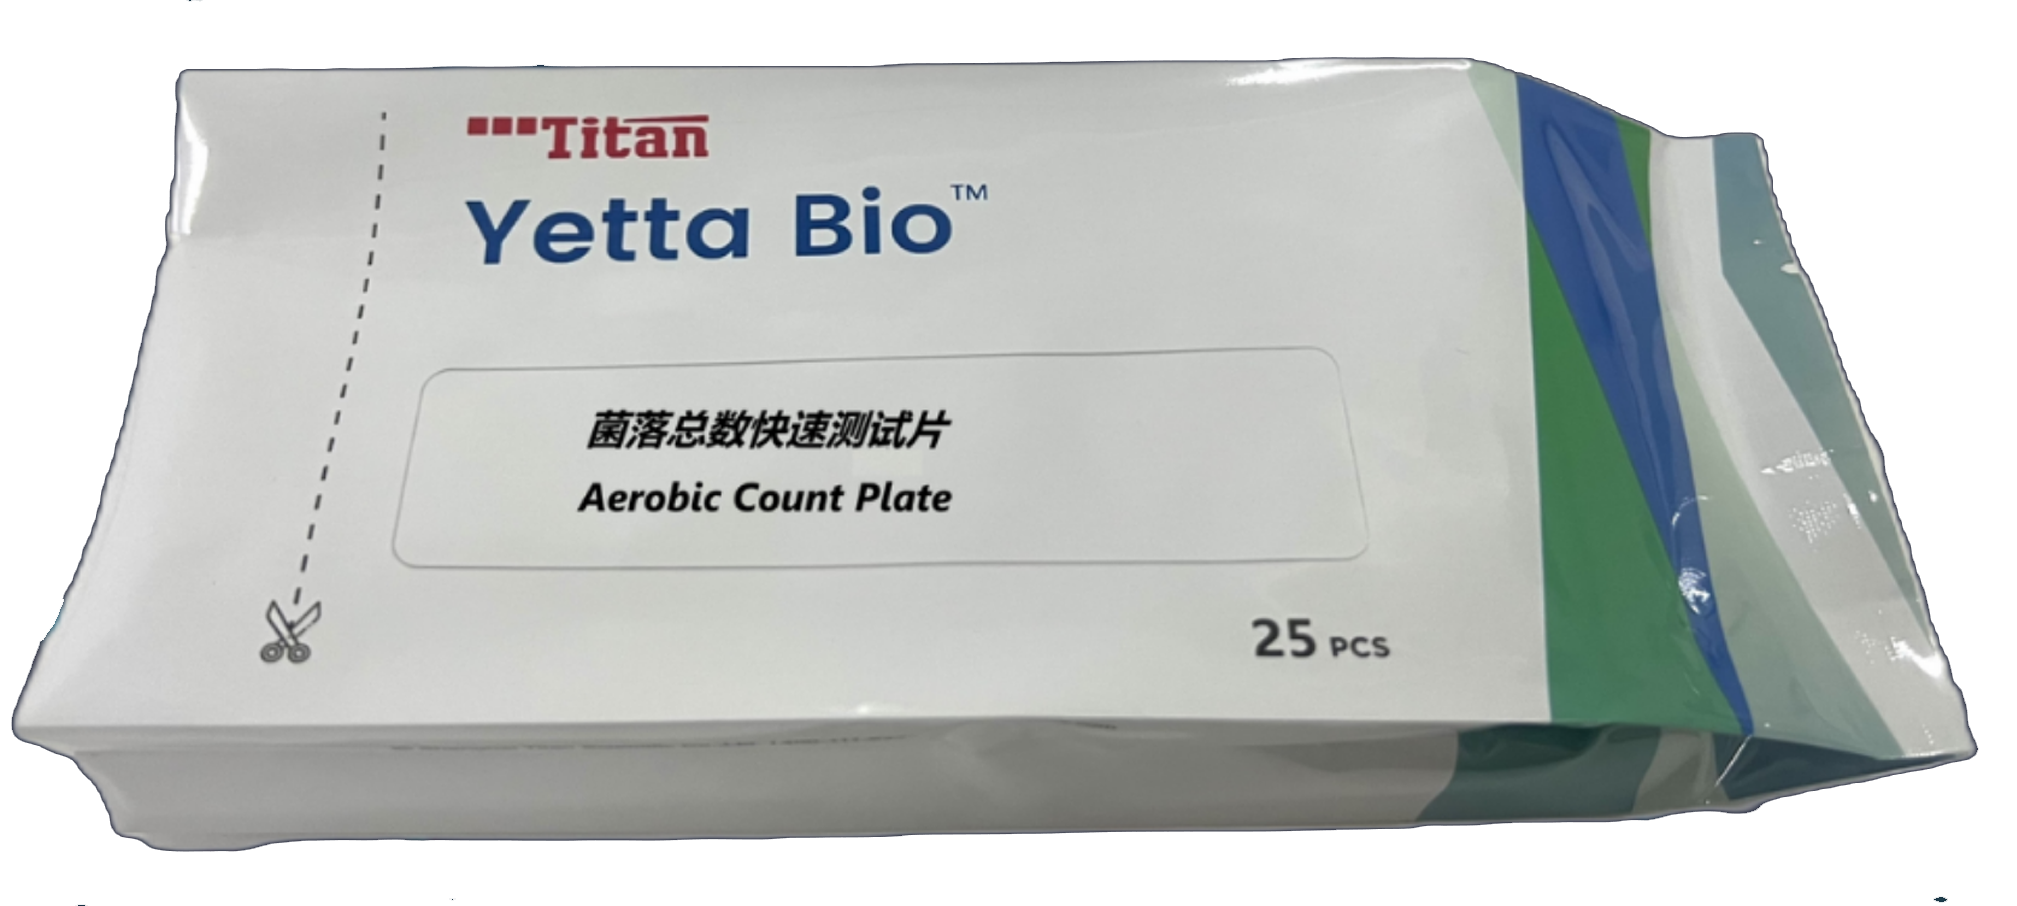 Titan
Yetta Bio™
菌落总数快速测试片
Aerobic Count Plate
25 PCS